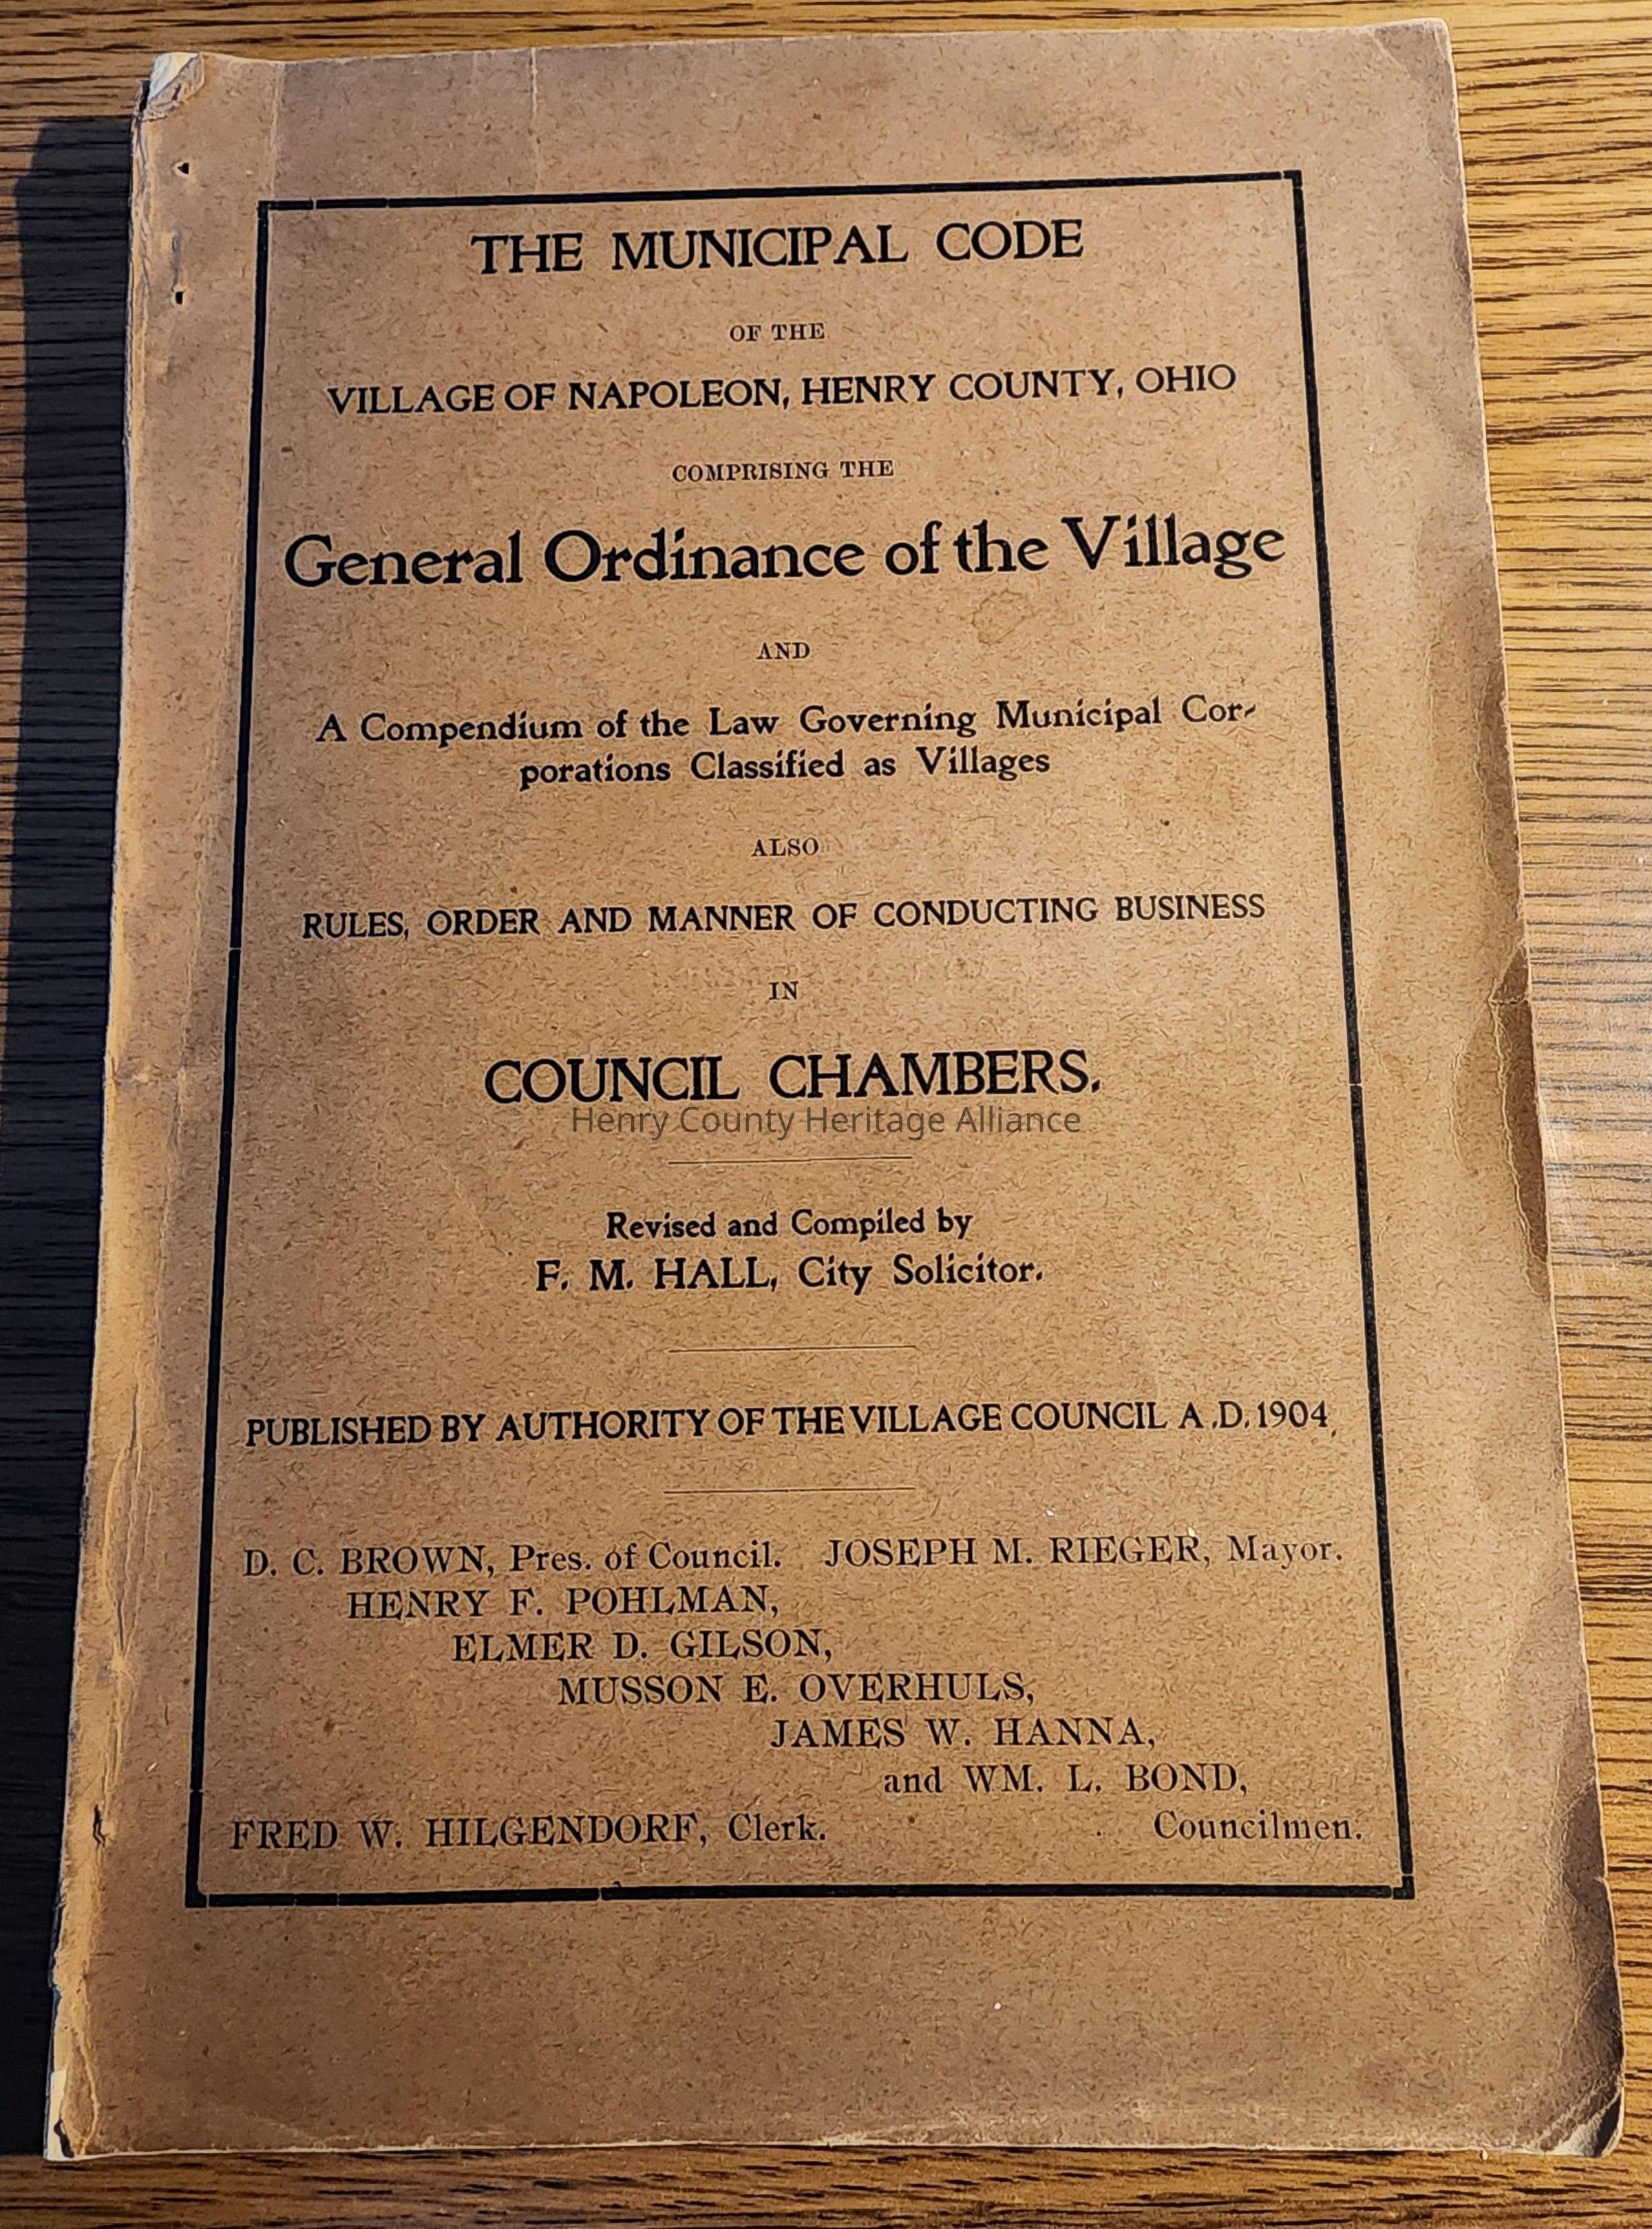 THE MUNICIPAL CODE
OF THE
VILLAGE OF NAPOLEON, HENRY COUNTY, OHIO
COMPRISING THE
General Ordinance of the Village
AND
A Compendium of the Law Governing Municipal Cor-
porations Classified as Villages
ALSO
RULES, ORDER AND MANNER OF CONDUCTING BUSINESS
IN
COUNCIL CHAMBERS.
Henry County Heritage Alliance
Revised and Compiled by
F. M. HALL, City Solicitor.
PUBLISHED BY AUTHORITY OF THE VILLAGE COUNCIL A.D. 1904,
D. C. BROWN, Pres. of Council. JOSEPH M. RIEGER, Mayor.
HENRY F. POHLMAN,
ELMER D. GILSON,
MUSSON E. OVERHULS,
JAMES W. HANNA,
and WM. L. BOND,
FRED W. HILGENDORF, Clerk. Councilmen.